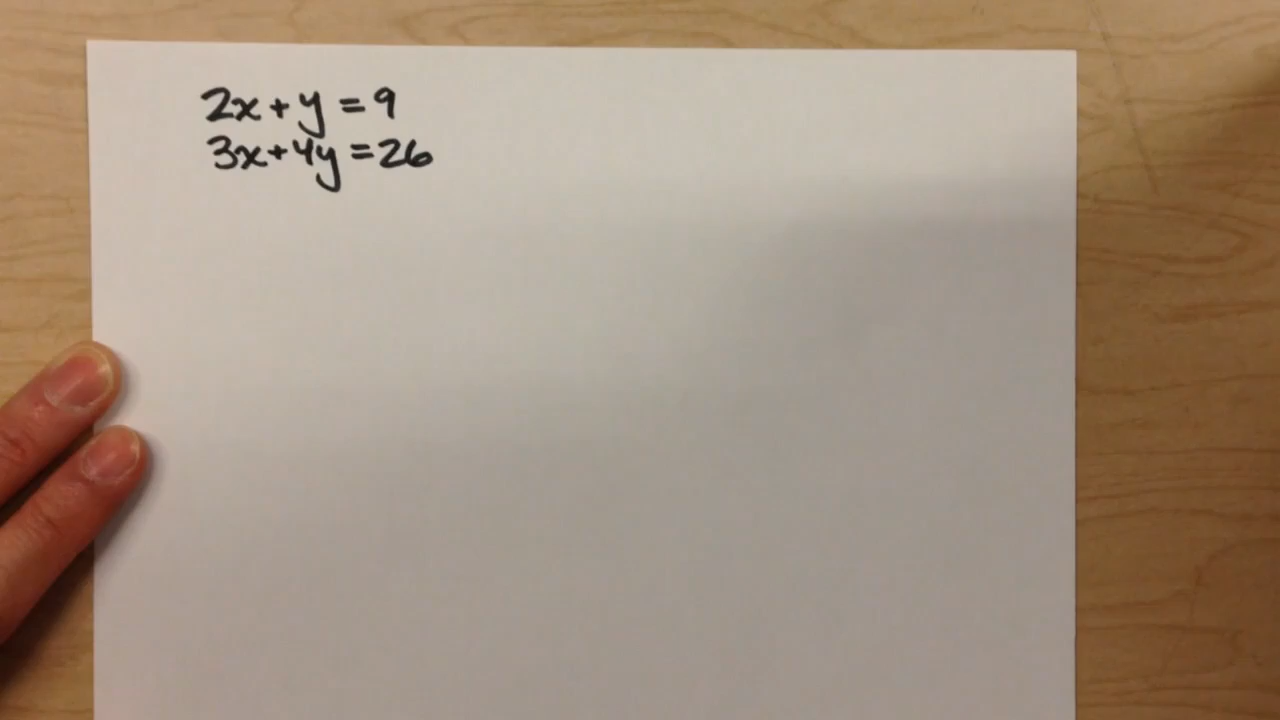 2x + y = 9
3x + 4y = 26